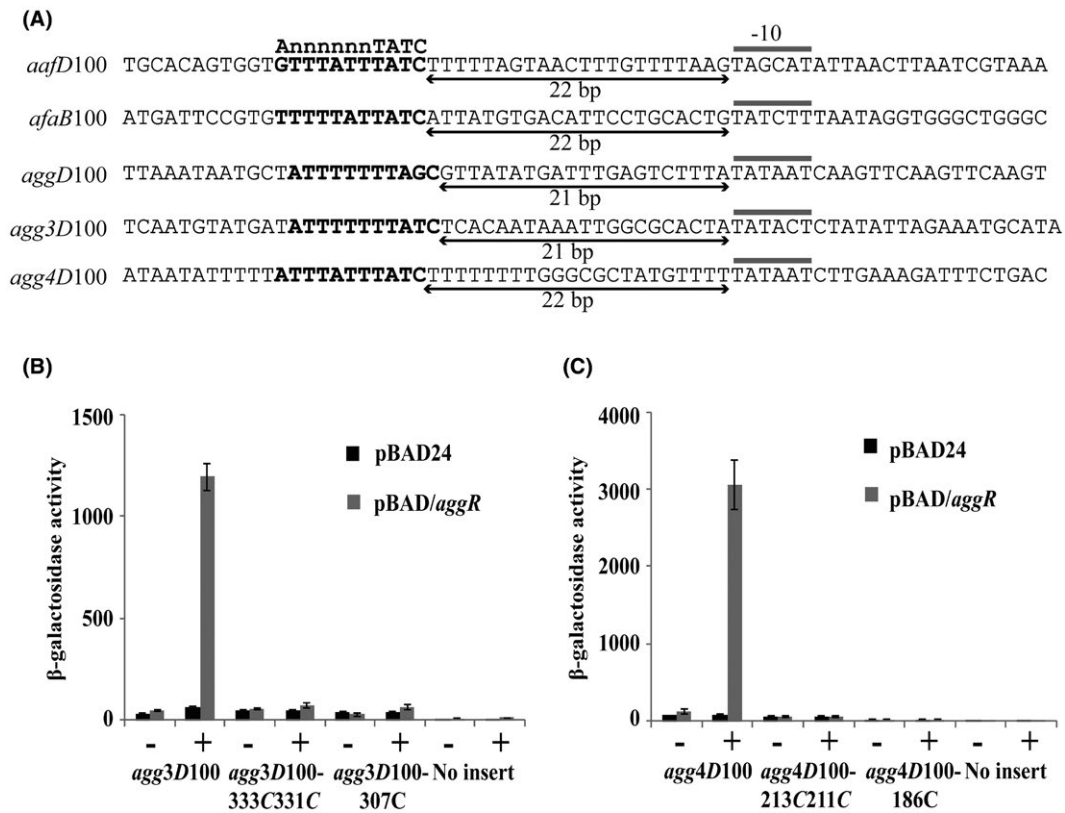 (A)
AnnnnnnTATC
-10
aafD100 TGCACAGTGGTGTTTATTTATCTTTTTAGTAACTTTGTTTTAAGTAGCATATTAACTTAATCGTAAA
22 bp
afaB100 ATGATTCCGTGTTTTTATTATCATTATGTGACATTCCTGCACTGTATCTTTAATAGGTGGGCTGGGC
22 bp
aggD100 TTAAATAATGCTATTTTTTTAGCGTTATATGATTTGAGTCTTTATATAATCAAGTTCAAGTTCAAGT
21 bp
agg3D100 TCAATGTATGATATTTTTTTATCTCACAATAAATTGGCGCACTATATACTCTATATTAGAAATGCATA
21 bp
agg4D100 ATAATATTTTTATTTATTTATCTTTTTTTTGGGCGCTATGTTTTTATAATCTTGAAAGATTTCTGAC
22 bp
(B)
β-galactosidase activity
1500
1000
500
0
pBAD24
pBAD/aggR
- + - + - + - +
agg3D100 agg3D100- agg3D100- No insert
333C331C 307C
(C)
β-galactosidase activity
4000
3000
2000
1000
0
pBAD24
pBAD/aggR
- + - + - + - +
agg4D100 agg4D100- agg4D100- No insert
213C211C 186C